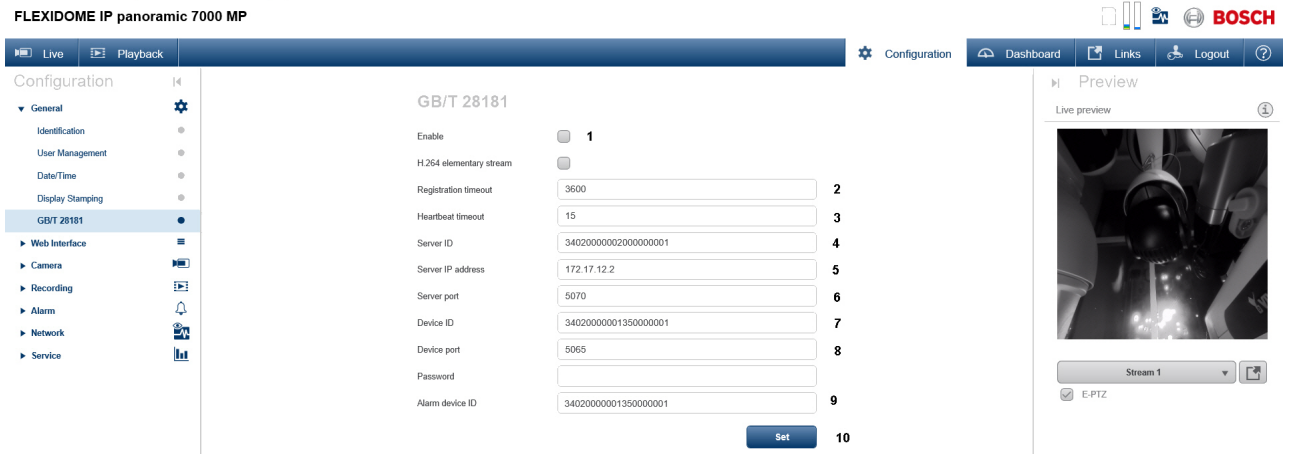 FLEXIDOME IP panoramic 7000 MP
BOSCH
Live Playback Configuration Dashboard Links Logout ?
Configuration
General
Identification
User Management
Date/Time
Display Stamping
GB/T 28181
Web Interface
Camera
Recording
Alarm
Network
Service
GB/T 28181
Enable 1
H.264 elementary stream
Registration timeout 3600 2
Heartbeat timeout 15 3
Server ID 34020000002000000001 4
Server IP address 172.17.12.2 5
Server port 5070 6
Device ID 34020000001350000001 7
Device port 5065 8
Password
Alarm device ID 34020000001350000001 9
Set 10
Preview
Live preview i
Stream 1
E-PTZ